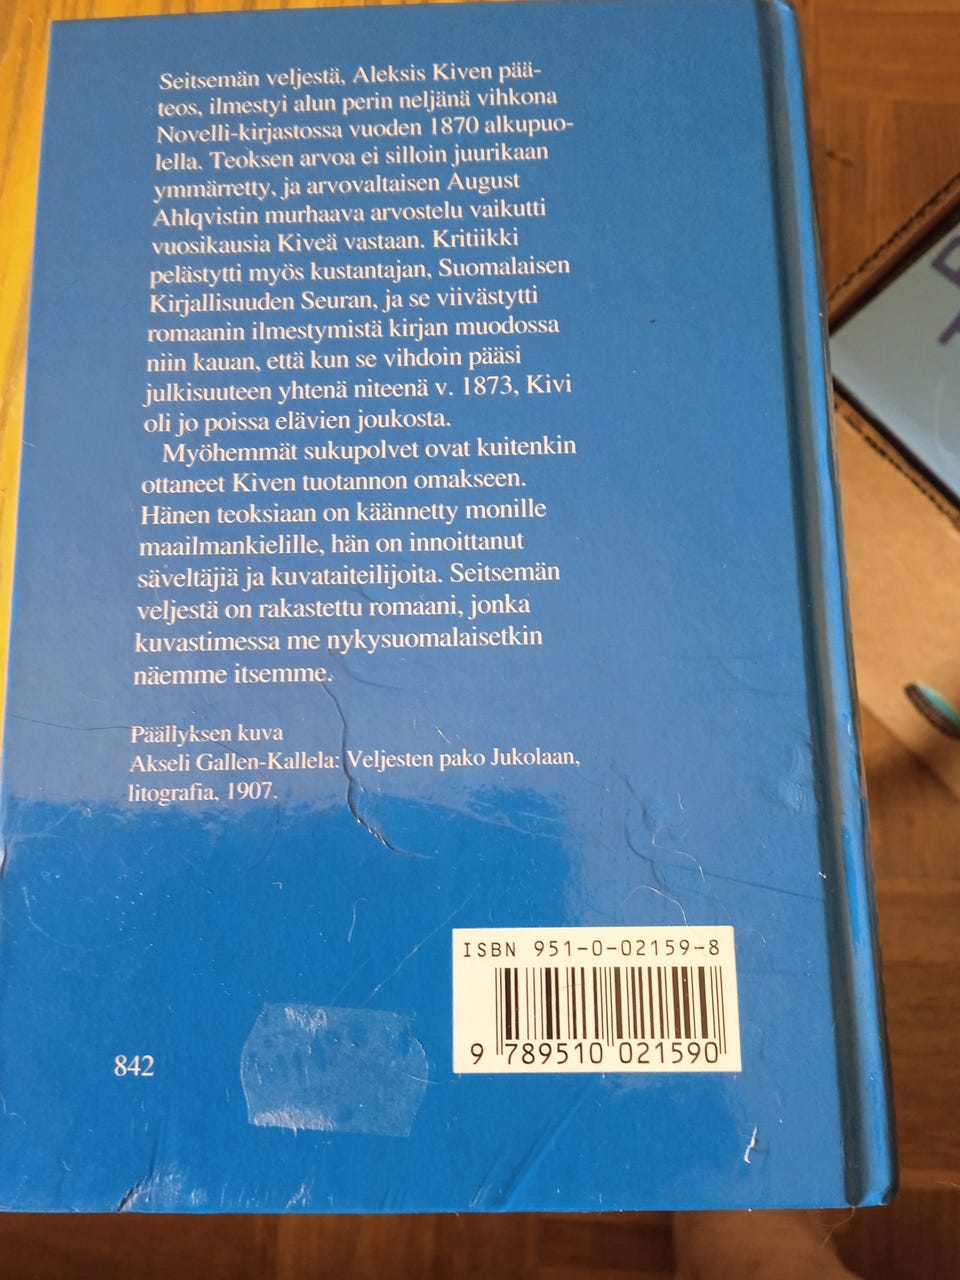 Seitsemän veljestä, Aleksis Kiven pää-
teos, ilmestyi alun perin neljänä vihkona
Novelli-kirjastossa vuoden 1870 alkupuo-
lella. Teoksen arvoa ei silloin juurikaan
ymmärretty, ja arvovaltaisen August
Ahlqvistin murhaava arvostelu vaikutti
vuosikausia Kiveä vastaan. Kritiikki
pelästytti myös kustantajan, Suomalaisen
Kirjallisuuden Seuran, ja se viivästytti
romaanin ilmestymistä kirjan muodossa
niin kauan, että kun se vihdoin pääsi
julkisuuteen yhtenä niteenä v. 1873, Kivi
oli jo poissa elävien joukosta.
Myöhemmät sukupolvet ovat kuitenkin
ottaneet Kiven tuotannon omakseen.
Hänen teoksiaan on käännetty monille
maailmankielille, hän on innoittanut
säveltäjiä ja kuvataiteilijoita. Seitsemän
veljestä on rakastettu romaani, jonka
kuvastimessa me nykysuomalaisetkin
näemme itsemme.
Päällyksen kuva
Akseli Gallen-Kallela: Veljesten pako Jukolaan,
litografia, 1907.
ISBN 951-0-02159-8
9 789510 021590
842